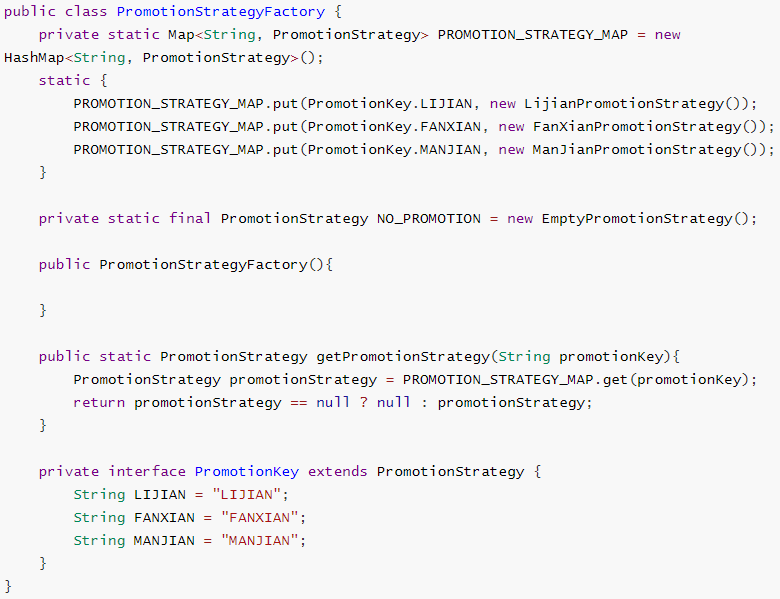 public class PromotionStrategyFactory {
    private static Map<String, PromotionStrategy> PROMOTION_STRATEGY_MAP = new
HashMap<String, PromotionStrategy>();
    static {
        PROMOTION_STRATEGY_MAP.put(PromotionKey.LIJIAN, new LijianPromotionStrategy());
        PROMOTION_STRATEGY_MAP.put(PromotionKey.FANXIAN, new FanXianPromotionStrategy());
        PROMOTION_STRATEGY_MAP.put(PromotionKey.MANJIAN, new ManJianPromotionStrategy());
    }
    private static final PromotionStrategy NO_PROMOTION = new EmptyPromotionStrategy();
    public PromotionStrategyFactory(){
    }
    public static PromotionStrategy getPromotionStrategy(String promotionKey){
        PromotionStrategy promotionStrategy = PROMOTION_STRATEGY_MAP.get(promotionKey);
        return promotionStrategy == null ? null : promotionStrategy;
    }
    private interface PromotionKey extends PromotionStrategy {
        String LIJIAN = "LIJIAN";
        String FANXIAN = "FANXIAN";
        String MANJIAN = "MANJIAN";
    }
}